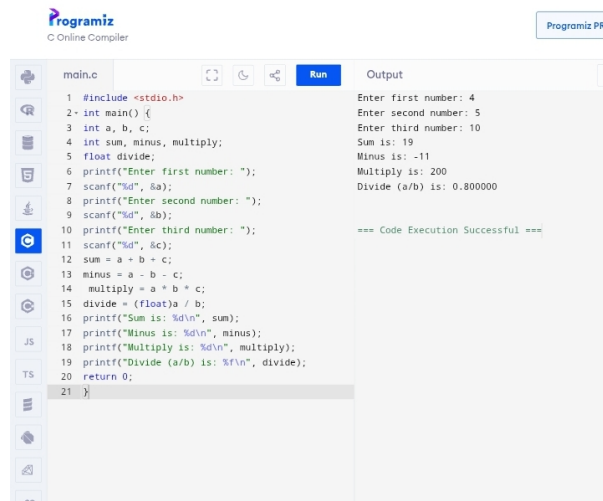 Programiz
C Online Compiler
Programiz PR
main.c
Run
Output
1 #include <stdio.h>
2 int main() {
3 int a, b, c;
4 int sum, minus, multiply;
5 float divide;
6 printf("Enter first number: ");
7 scanf("%d", &a);
8 printf("Enter second number: ");
9 scanf("%d", &b);
10 printf("Enter third number: ");
11 scanf("%d", &c);
12 sum = a + b + c;
13 minus = a - b - c;
14  multiply = a * b * c;
15 divide = (float)a / b;
16 printf("Sum is: %d\n", sum);
17 printf("Minus is: %d\n", minus);
18 printf("Multiply is: %d\n", multiply);
19 printf("Divide (a/b) is: %f\n", divide);
20 return 0;
21 }
Enter first number: 4
Enter second number: 5
Enter third number: 10
Sum is: 19
Minus is: -11
Multiply is: 200
Divide (a/b) is: 0.800000
=== Code Execution Successful ===
JS
TS